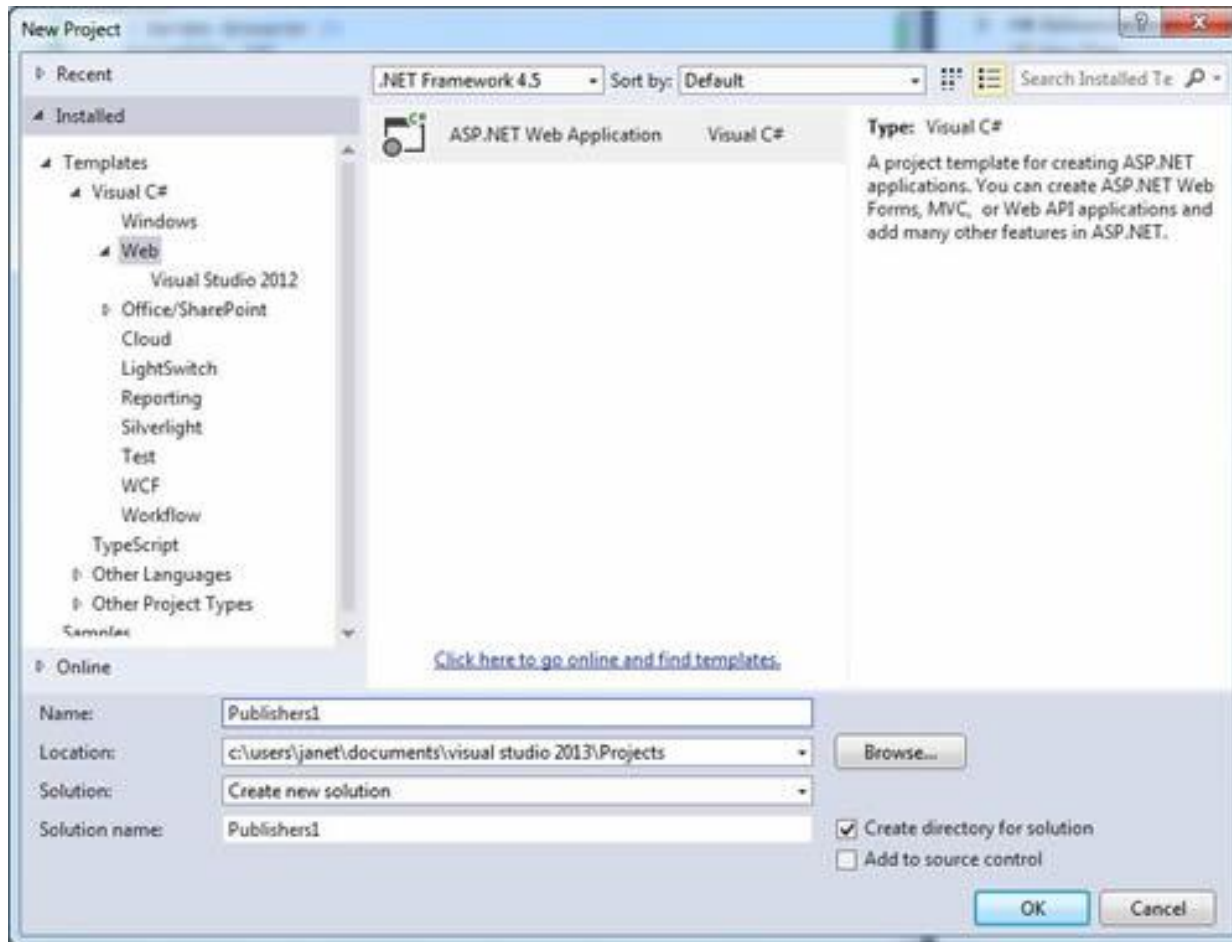 New Project
Recent
.NET Framework 4.5
Sort by:
Default
Search Installed Te
Installed
Templates
Visual C#
Windows
Web
Visual Studio 2012
Office/SharePoint
Cloud
LightSwitch
Reporting
Silverlight
Test
WCF
Workflow
TypeScript
Other Languages
Other Project Types
Samples
Online
C#
ASP.NET Web Application
Visual C#
Click here to go online and find templates.
Type: Visual C#
A project template for creating ASP.NET
applications. You can create ASP.NET Web
Forms, MVC, or Web API applications and
add many other features in ASP.NET.
Name:
Publishers1
Location:
c:\users\janet\documents\visual studio 2013\Projects
Browse...
Solution:
Create new solution
Solution name:
Publishers1
Create directory for solution
Add to source control
OK
Cancel